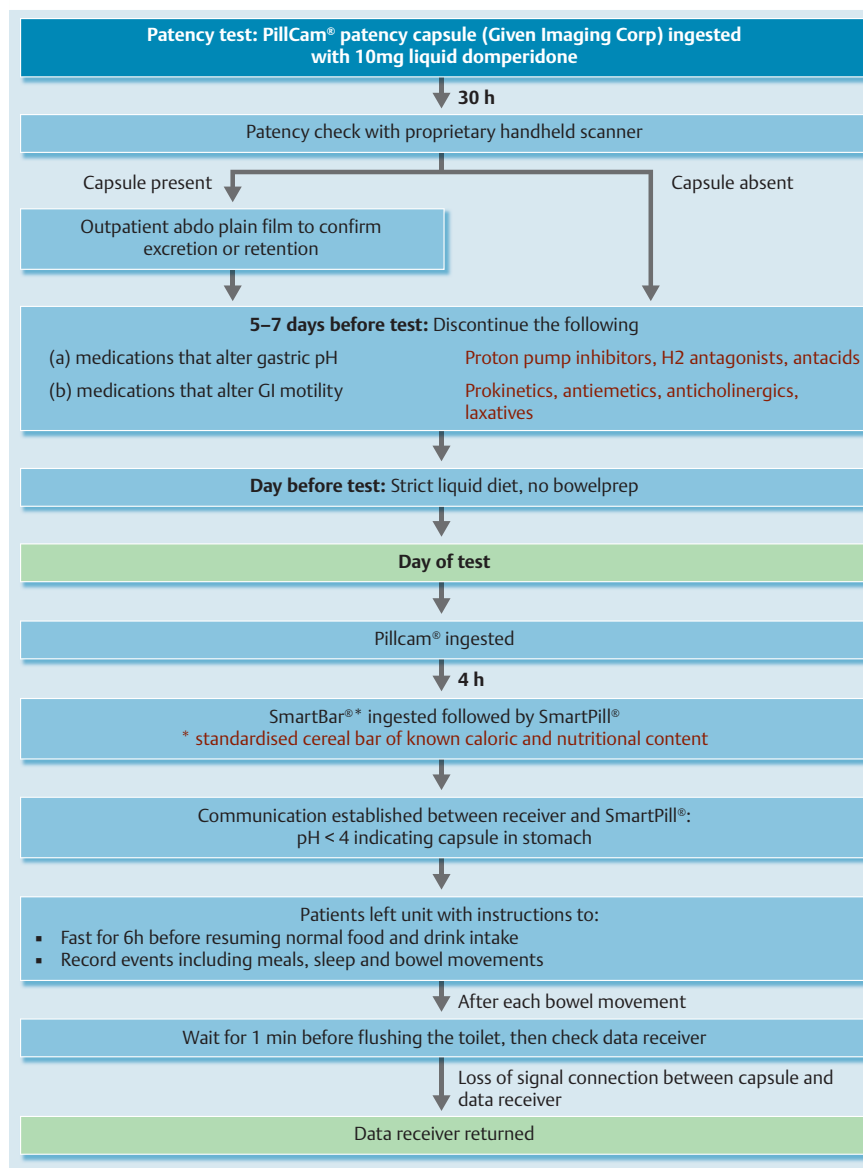 Patency test: PillCam® patency capsule (Given Imaging Corp) ingested
with 10mg liquid domperidone
30 h
Patency check with proprietary handheld scanner
Capsule present
Capsule absent
Outpatient abdo plain film to confirm
excretion or retention
5–7 days before test: Discontinue the following
(a) medications that alter gastric pH
Proton pump inhibitors, H2 antagonists, antacids
(b) medications that alter GI motility
Prokinetics, antiemetics, anticholinergics,
laxatives
Day before test: Strict liquid diet, no bowelprep
Day of test
Pillcam® ingested
4 h
SmartBar®* ingested followed by SmartPill®
* standardised cereal bar of known caloric and nutritional content
Communication established between receiver and SmartPill®:
pH < 4 indicating capsule in stomach
Patients left unit with instructions to:
▪ Fast for 6h before resuming normal food and drink intake
▪ Record events including meals, sleep and bowel movements
After each bowel movement
Wait for 1 min before flushing the toilet, then check data receiver
Loss of signal connection between capsule and
data receiver
Data receiver returned